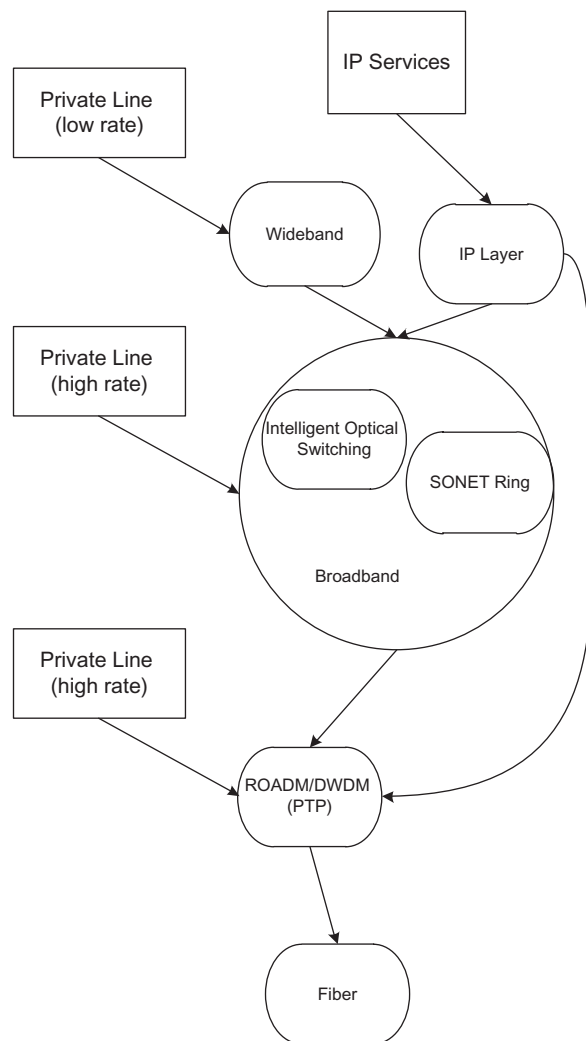 IP Services
Private Line
(low rate)
Wideband
IP Layer
Private Line
(high rate)
Intelligent Optical
Switching
SONET Ring
Broadband
Private Line
(high rate)
ROADM/DWDM
(PTP)
Fiber